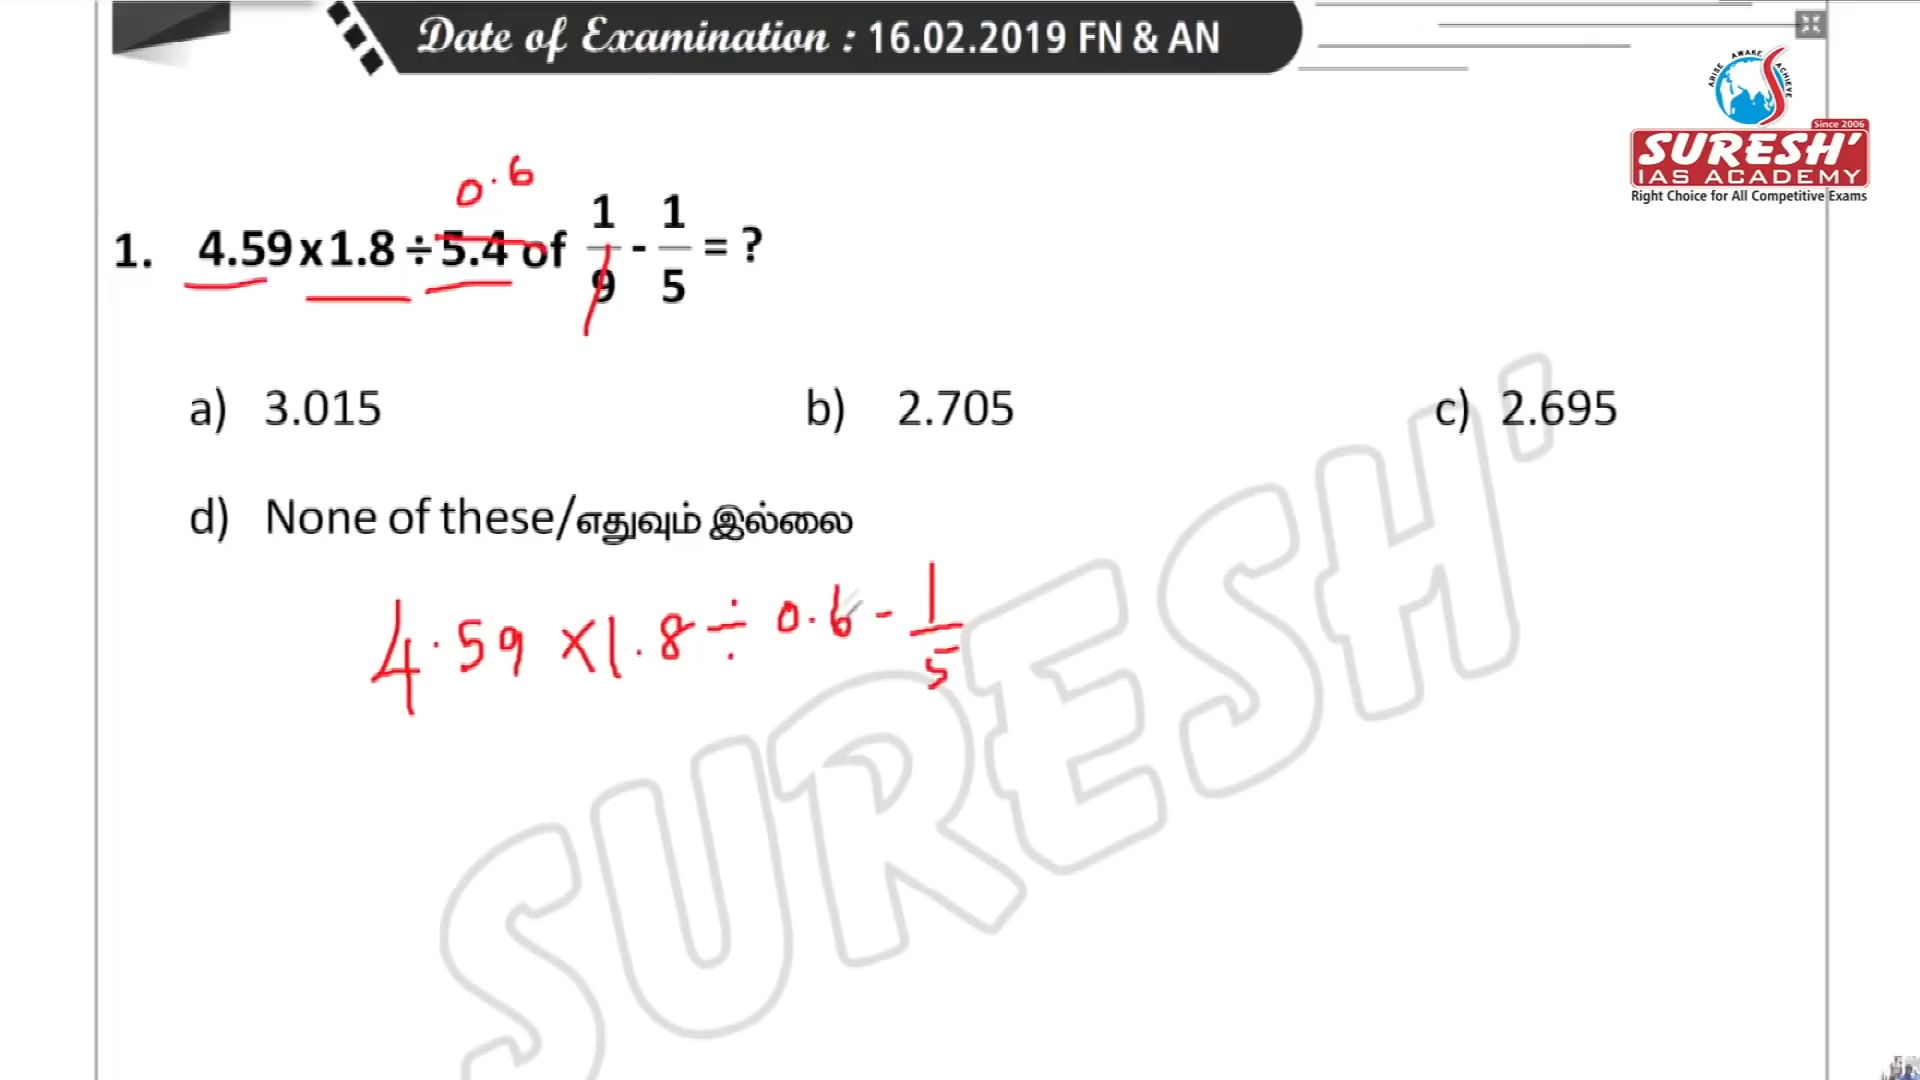 Date of Examination : 16.02.2019 FN & AN
ARISE AWAKE ACHIEVE
Since 2006
SURESH'
IAS ACADEMY
Right Choice for All Competitive Exams
0.6
1. 4.59 x 1.8 ÷ 5.4 of 1/9 - 1/5 = ?
a) 3.015 b) 2.705 c) 2.695
d) None of these/எதுவும் இல்லை
4.59 × 1.8 ÷ 0.6 - 1/5
SURESH'